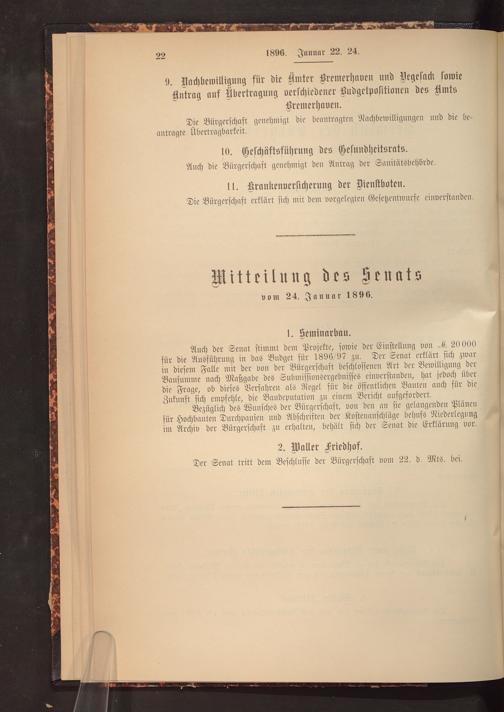 22
1896. Januar 22. 24.
9. Nachbewilligung für die Ämter Bremerhaven und Vegesack sowie
Antrag auf Übertragung verschiedener Budgetpositionen des Amts
Bremerhaven.
Die Bürgerschaft genehmigt die beantragten Nachbewilligungen und die be-
antragte Übertragbarkeit.
10. Geschäftsführung des Gesundheitsrats.
Auch die Bürgerschaft genehmigt den Antrag der Sanitätsbehörde.
11. Krankenversicherung der Dienstboten.
Die Bürgerschaft erklärt sich mit dem vorgelegten Gesetzentwurfe einverstanden.
Mitteilung des Senats
vom 24. Januar 1896.
1. Seminarbau.
Auch der Senat stimmt dem Projekte, sowie der Einstellung von ℳ 20 000
für die Ausführung in das Budget für 1896/97 zu. Der Senat erklärt sich zwar
in diesem Falle mit der von der Bürgerschaft beschlossenen Art der Bewilligung der
Bausumme nach Maßgabe des Submissionsergebnisses einverstanden, hat jedoch über
die Frage, ob dieses Verfahren als Regel für die öffentlichen Bauten auch für die
Zukunft sich empfehle, die Baudeputation zu einem Bericht aufgefordert.
Bezüglich des Wunsches der Bürgerschaft, von den an sie gelangenden Plänen
für Hochbauten Durchpausen und Abschriften der Kostenanschläge behufs Niederlegung
im Archiv der Bürgerschaft zu erhalten, behält sich der Senat die Erklärung vor.
2. Waller Friedhof.
Der Senat tritt dem Beschlusse der Bürgerschaft vom 22. d. Mts. bei.